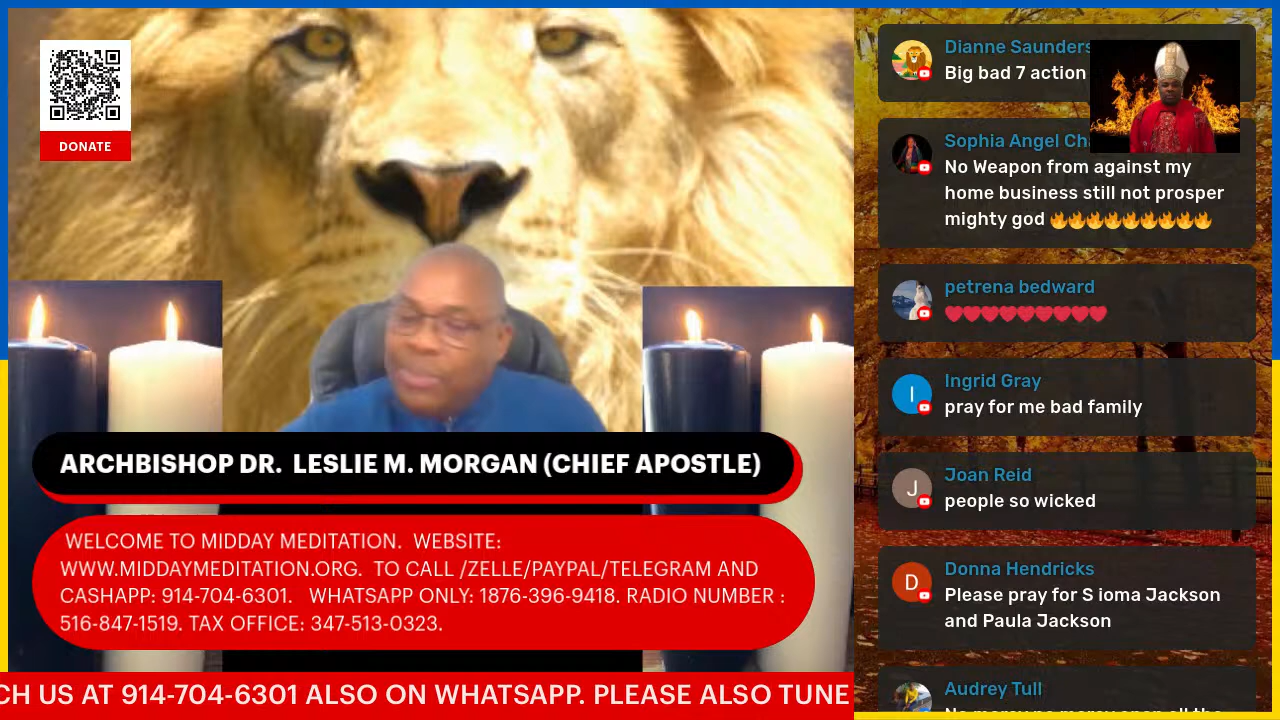 DONATE
ARCHBISHOP DR. LESLIE M. MORGAN (CHIEF APOSTLE)
WELCOME TO MIDDAY MEDITATION. WEBSITE:
WWW.MIDDAYMEDITATION.ORG. TO CALL /ZELLE/PAYPAL/TELEGRAM AND
CASHAPP: 914-704-6301. WHATSAPP ONLY: 1876-396-9418. RADIO NUMBER :
516-847-1519. TAX OFFICE: 347-513-0323.
CH US AT 914-704-6301 ALSO ON WHATSAPP. PLEASE ALSO TUNE
Dianne Saunders
Big bad 7 action
Sophia Angel Ch
No Weapon from against my
home business still not prosper
mighty god 🔥🔥🔥🔥🔥🔥🔥🔥🔥
petrena bedward
❤️❤️❤️❤️❤️❤️❤️❤️❤️
I
Ingrid Gray
pray for me bad family
J
Joan Reid
people so wicked
D
Donna Hendricks
Please pray for S ioma Jackson
and Paula Jackson
Audrey Tull